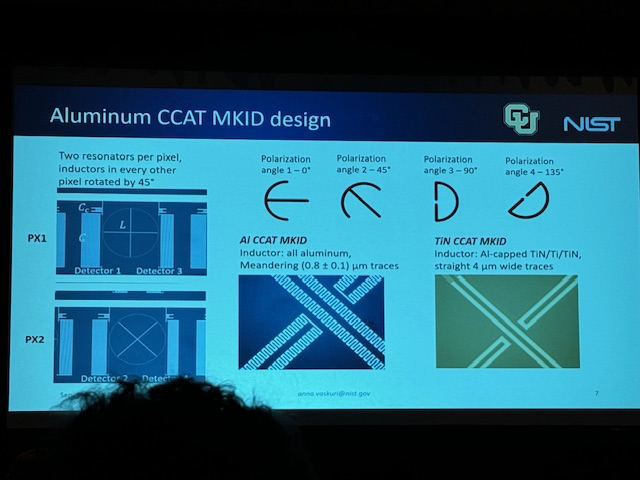 Aluminum CCAT MKID design
CU
NIST
Two resonators per pixel,
inductors in every other
pixel rotated by 45°
Polarization
angle 1 – 0°
Polarization
angle 2 – 45°
Polarization
angle 3 – 90°
Polarization
angle 4 – 135°
PX1
Cc
L
C
Detector 1
Detector 3
Al CCAT MKID
Inductor: all aluminum,
Meandering (0.8 ± 0.1) µm traces
TiN CCAT MKID
Inductor: Al-capped TiN/Ti/TiN,
straight 4 µm wide traces
PX2
Detector 2
anna.vaskuri@nist.gov
7